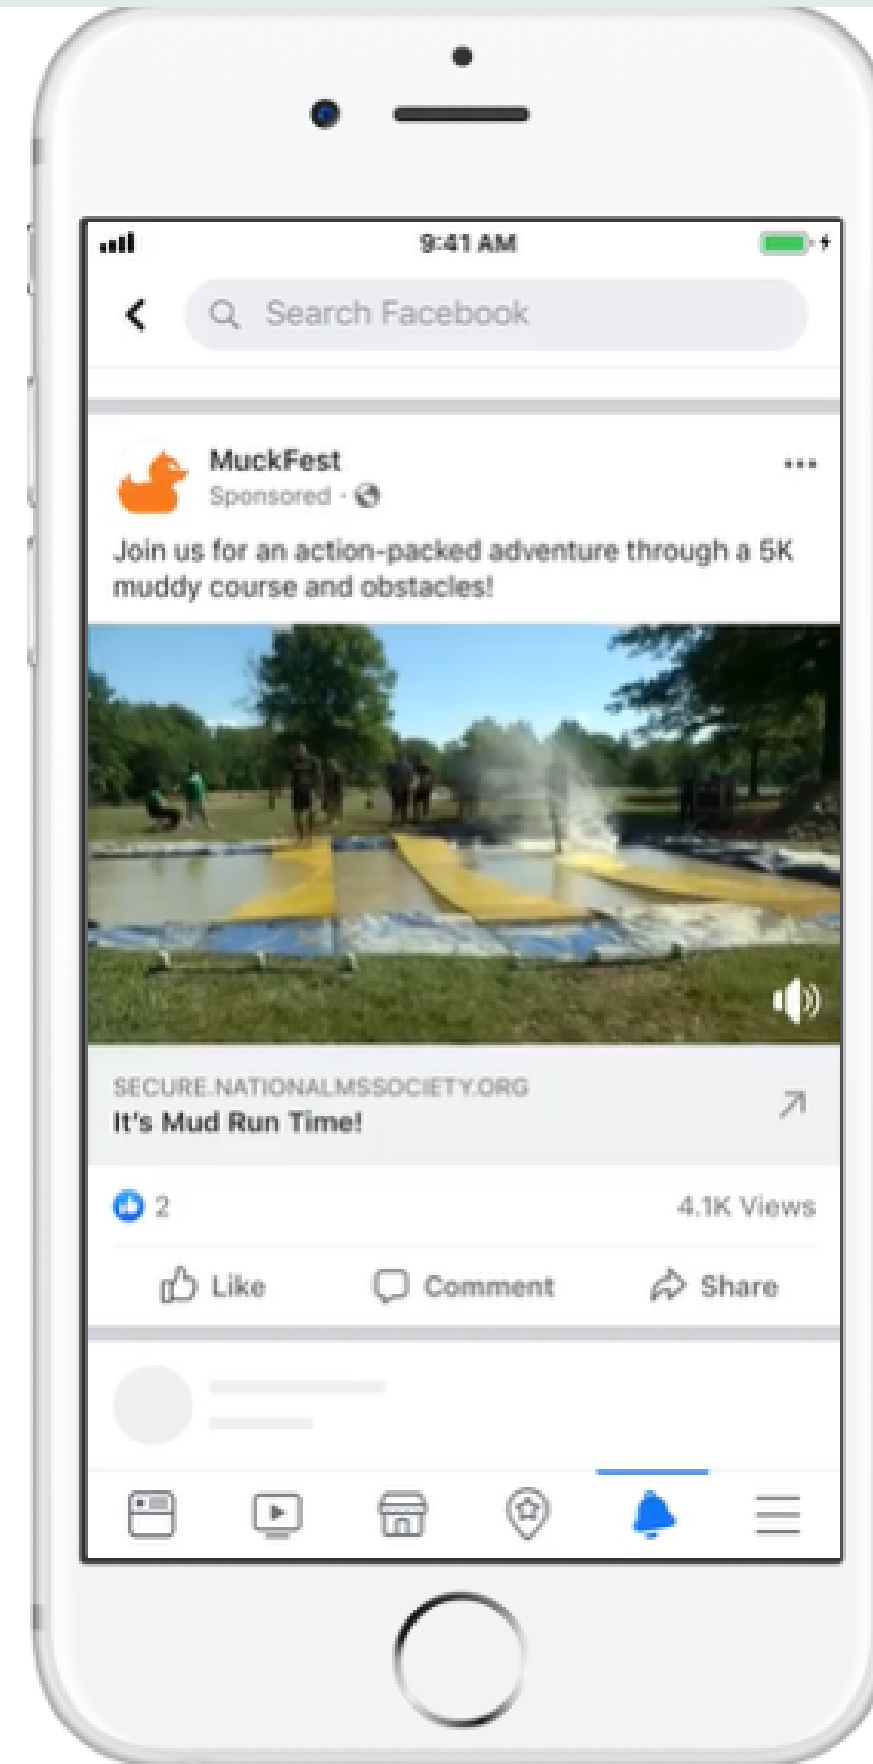 9:41 AM
Search Facebook
MuckFest
Sponsored ·
Join us for an action-packed adventure through a 5K
muddy course and obstacles!
SECURE.NATIONALMSSOCIETY.ORG
It's Mud Run Time!
2
4.1K Views
Like
Comment
Share